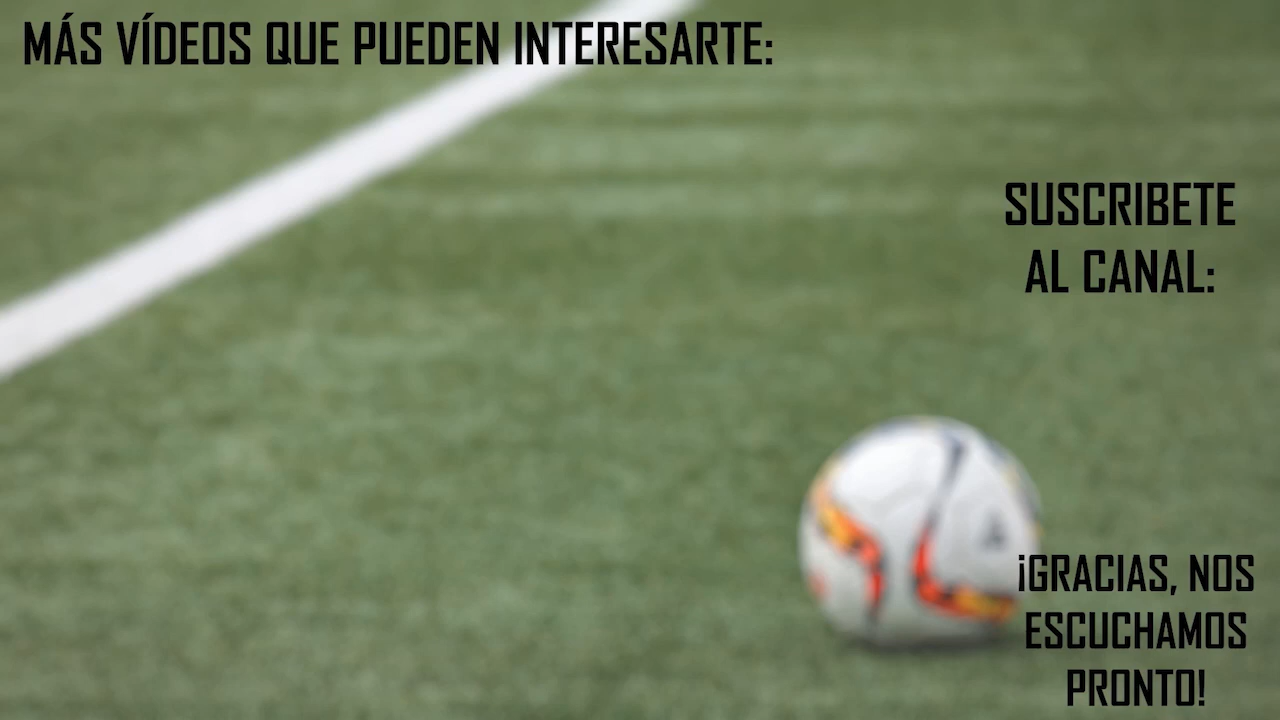 MÁS VÍDEOS QUE PUEDEN INTERESARTE:
SUSCRIBETE
AL CANAL:
¡GRACIAS, NOS
ESCUCHAMOS
PRONTO!